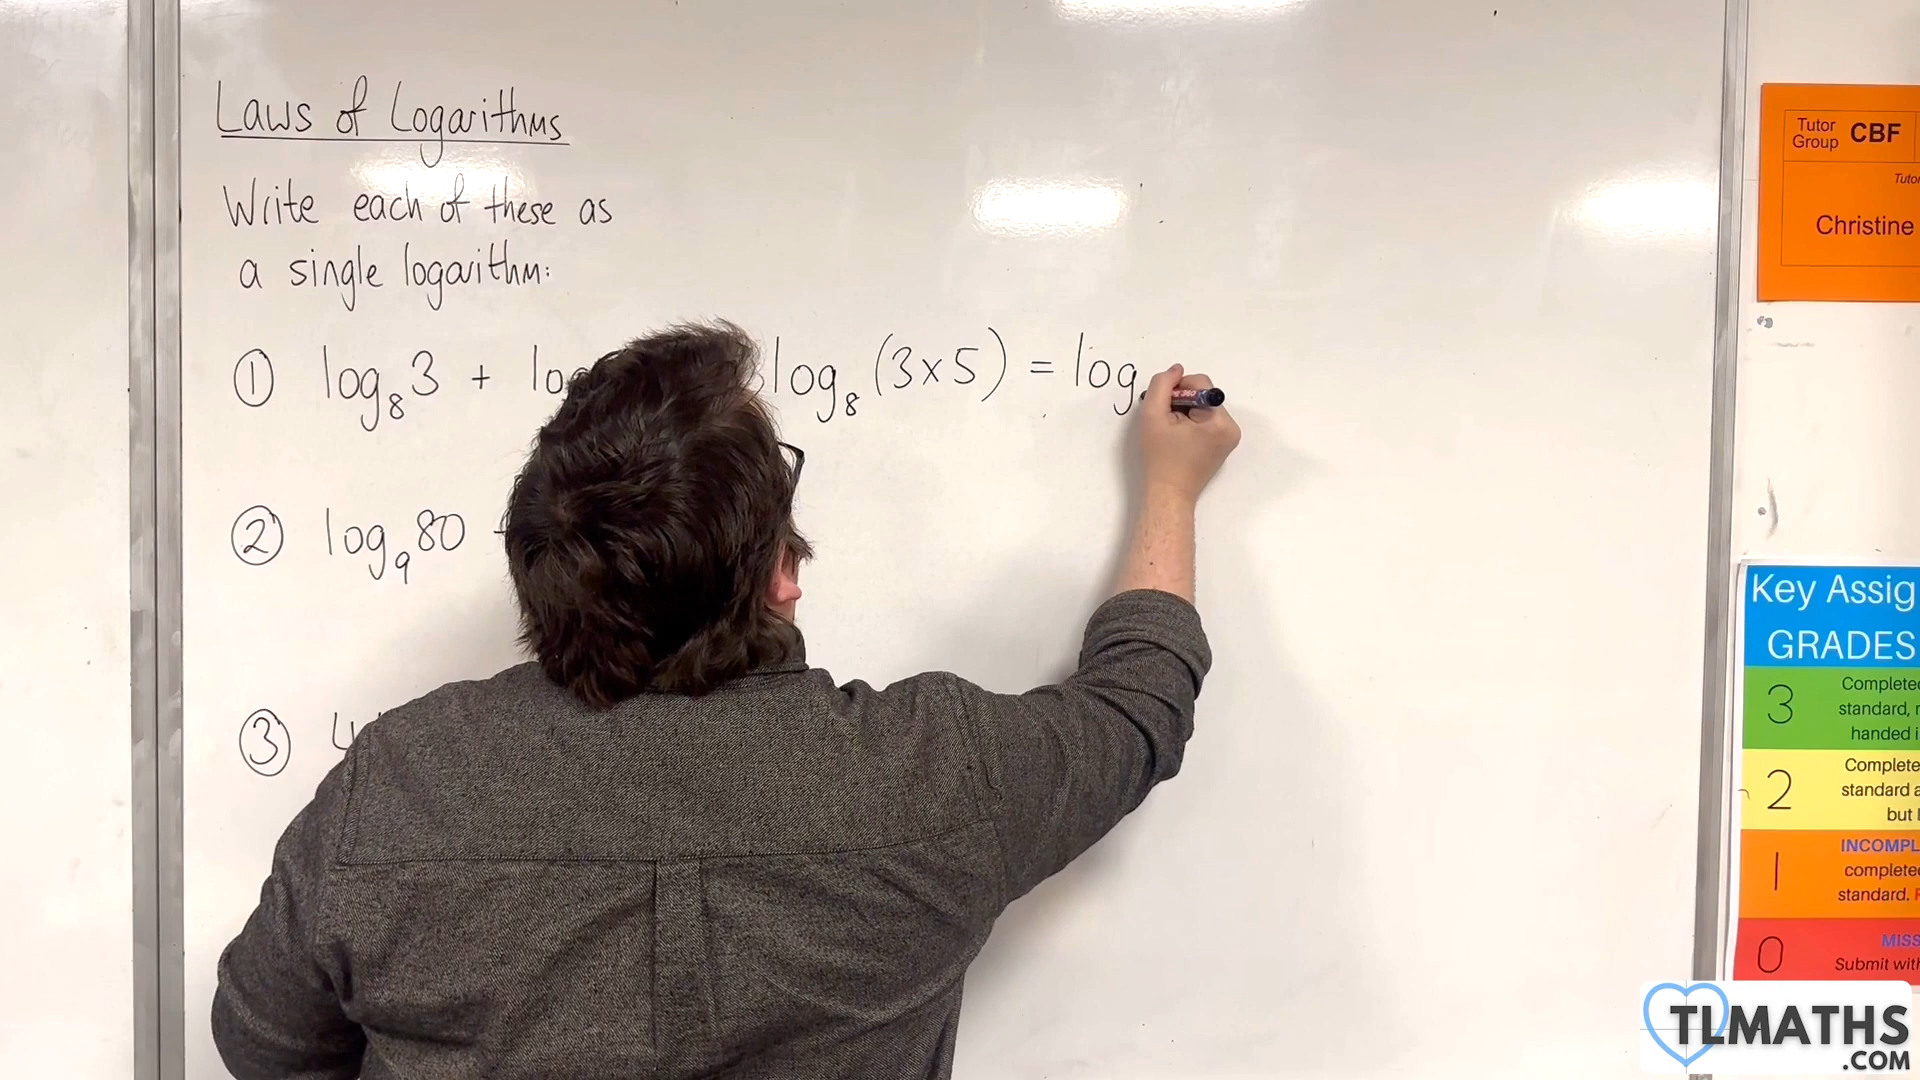 Laws of Logarithms
Write each of these as
a single logarithm:
① log₈3 + log₈(3×5) = log
② log₉80
③ 4
Tutor Group CBF
Tutor
Christine
Key Assig
GRADES
3 Completed
standard,
handed i
2 Complete
standard a
but
1 INCOMPL
completed
standard.
0 MISS
Submit with
TLMATHS
.COM